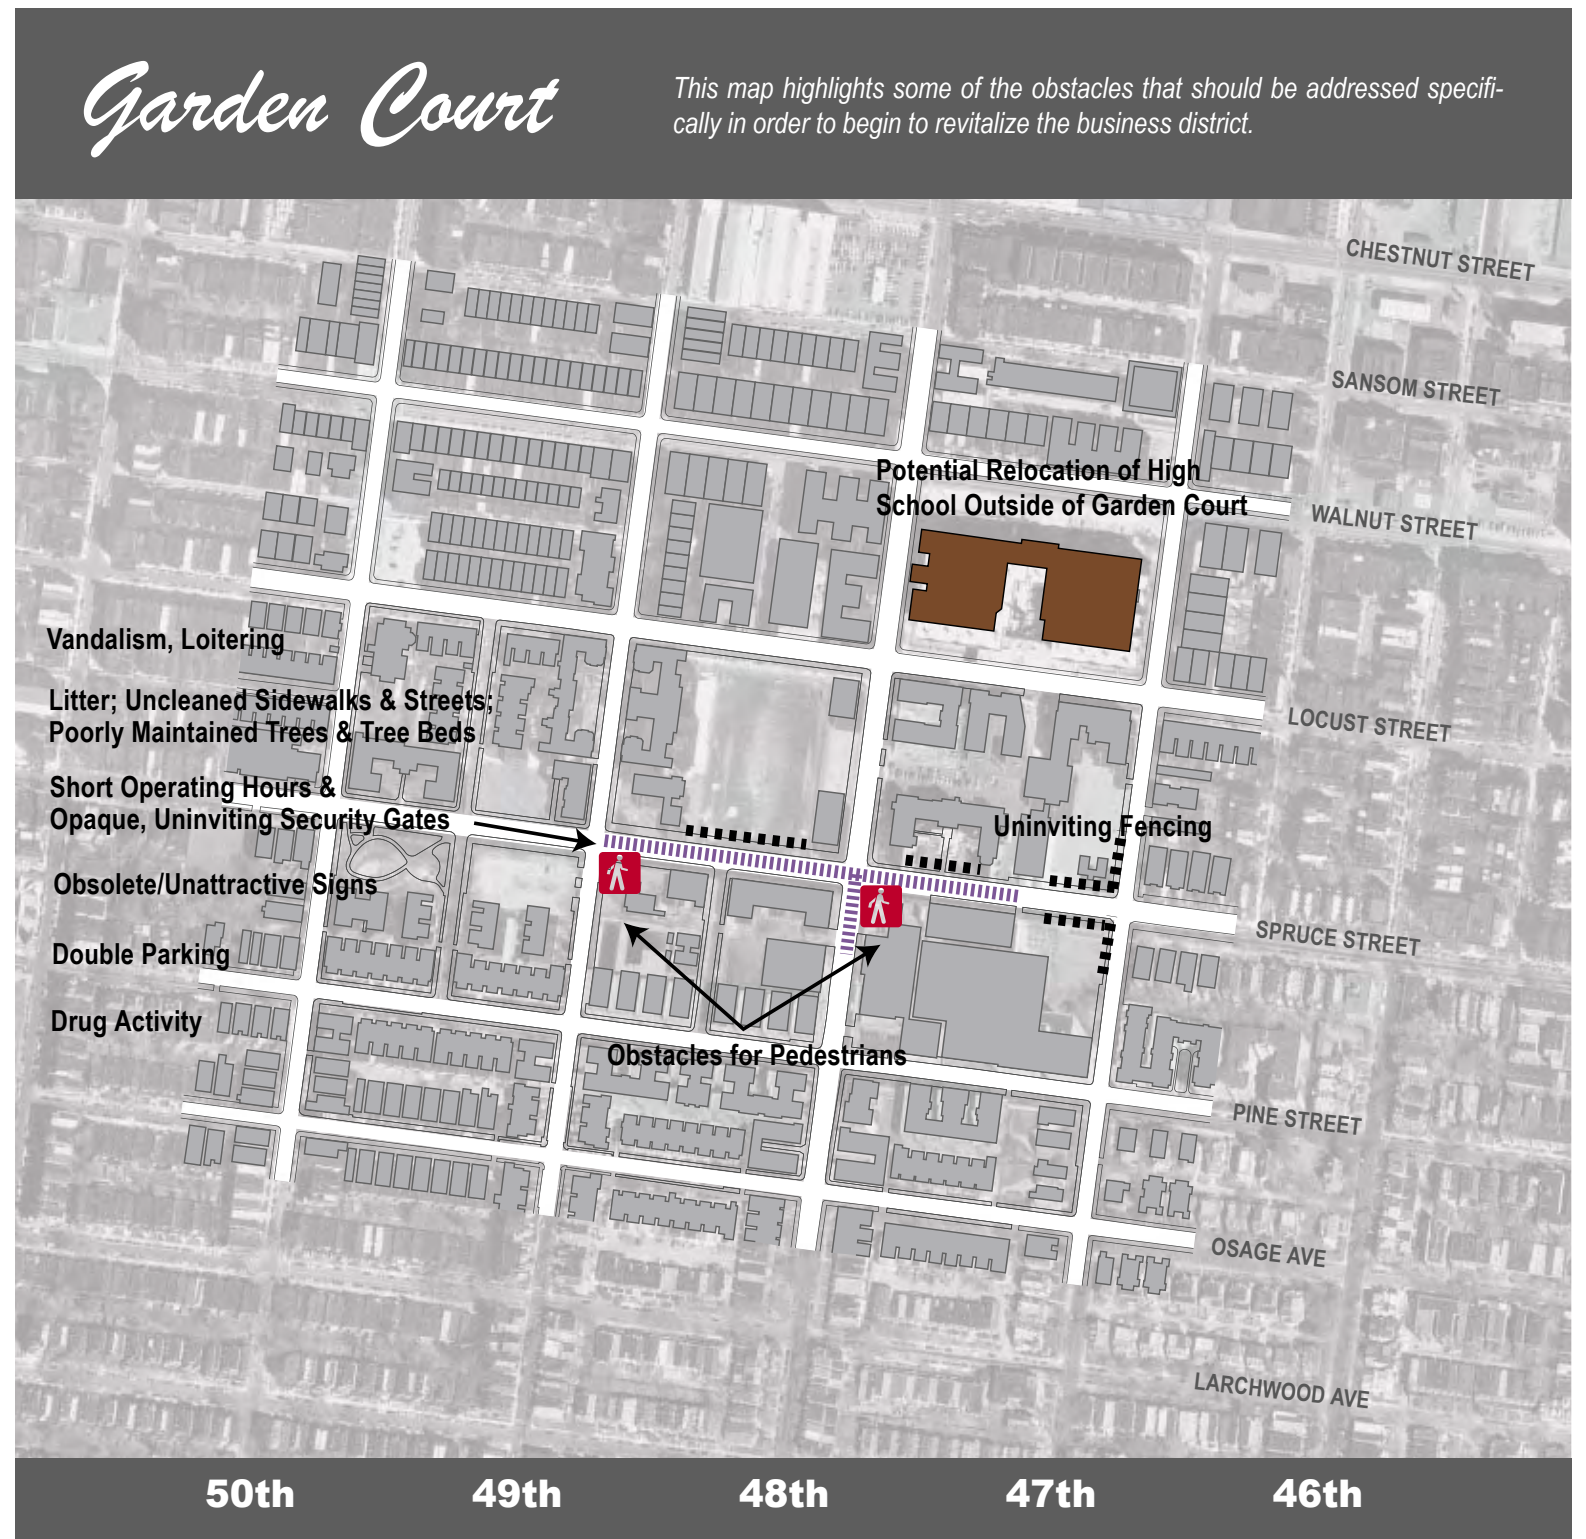 Garden Court
This map highlights some of the obstacles that should be addressed specifi-
cally in order to begin to revitalize the business district.
CHESTNUT STREET
SANSOM STREET
Potential Relocation of High
School Outside of Garden Court
WALNUT STREET
Vandalism, Loitering
Litter; Uncleaned Sidewalks & Streets;
Poorly Maintained Trees & Tree Beds
LOCUST STREET
Short Operating Hours &
Opaque, Uninviting Security Gates
Uninviting Fencing
Obsolete/Unattractive Signs
SPRUCE STREET
Double Parking
Drug Activity
Obstacles for Pedestrians
PINE STREET
OSAGE AVE
LARCHWOOD AVE
50th
49th
48th
47th
46th